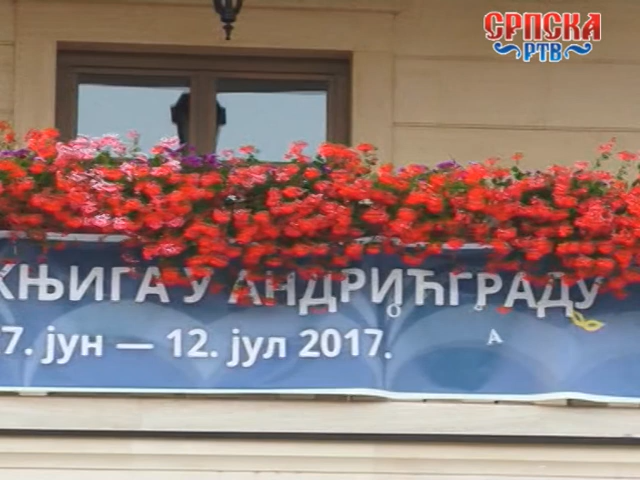 СРПСКА
РТВ
КЊИГА У АНДРИЋГРАДУ
7. јун — 12. јул 2017.
А